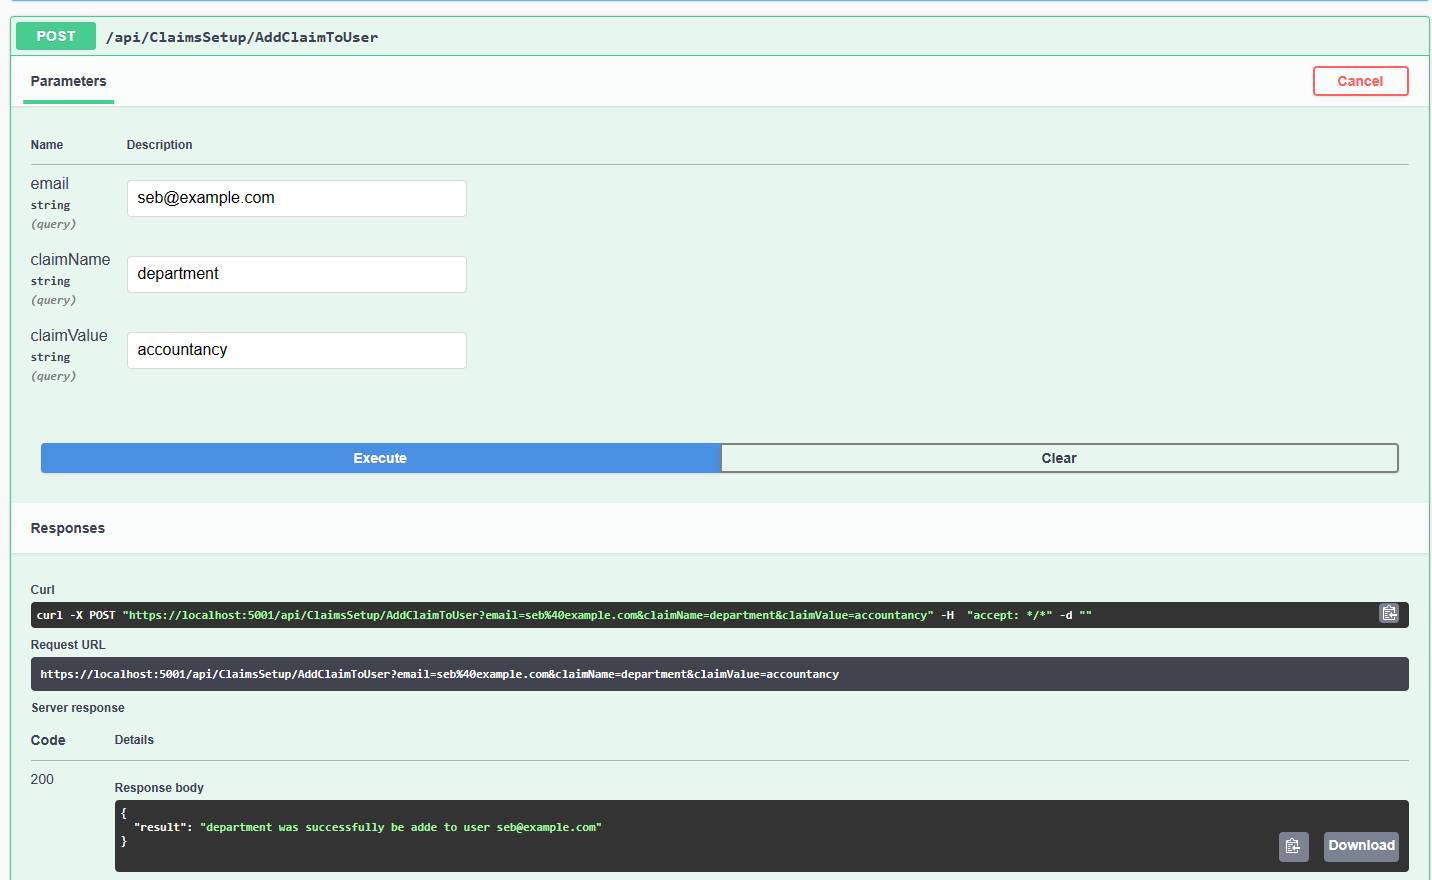 POST /api/ClaimsSetup/AddClaimToUser
Parameters
Cancel
Name Description
email
string
(query)
seb@example.com
claimName
string
(query)
department
claimValue
string
(query)
accountancy
Execute Clear
Responses
Curl
curl -X POST "https://localhost:5001/api/ClaimsSetup/AddClaimToUser?email=seb%40example.com&claimName=department&claimValue=accountancy" -H  "accept: */*" -d ""
Request URL
https://localhost:5001/api/ClaimsSetup/AddClaimToUser?email=seb%40example.com&claimName=department&claimValue=accountancy
Server response
Code Details
200
Response body
{
  "result": "department was successfully be adde to user seb@example.com"
}
Download